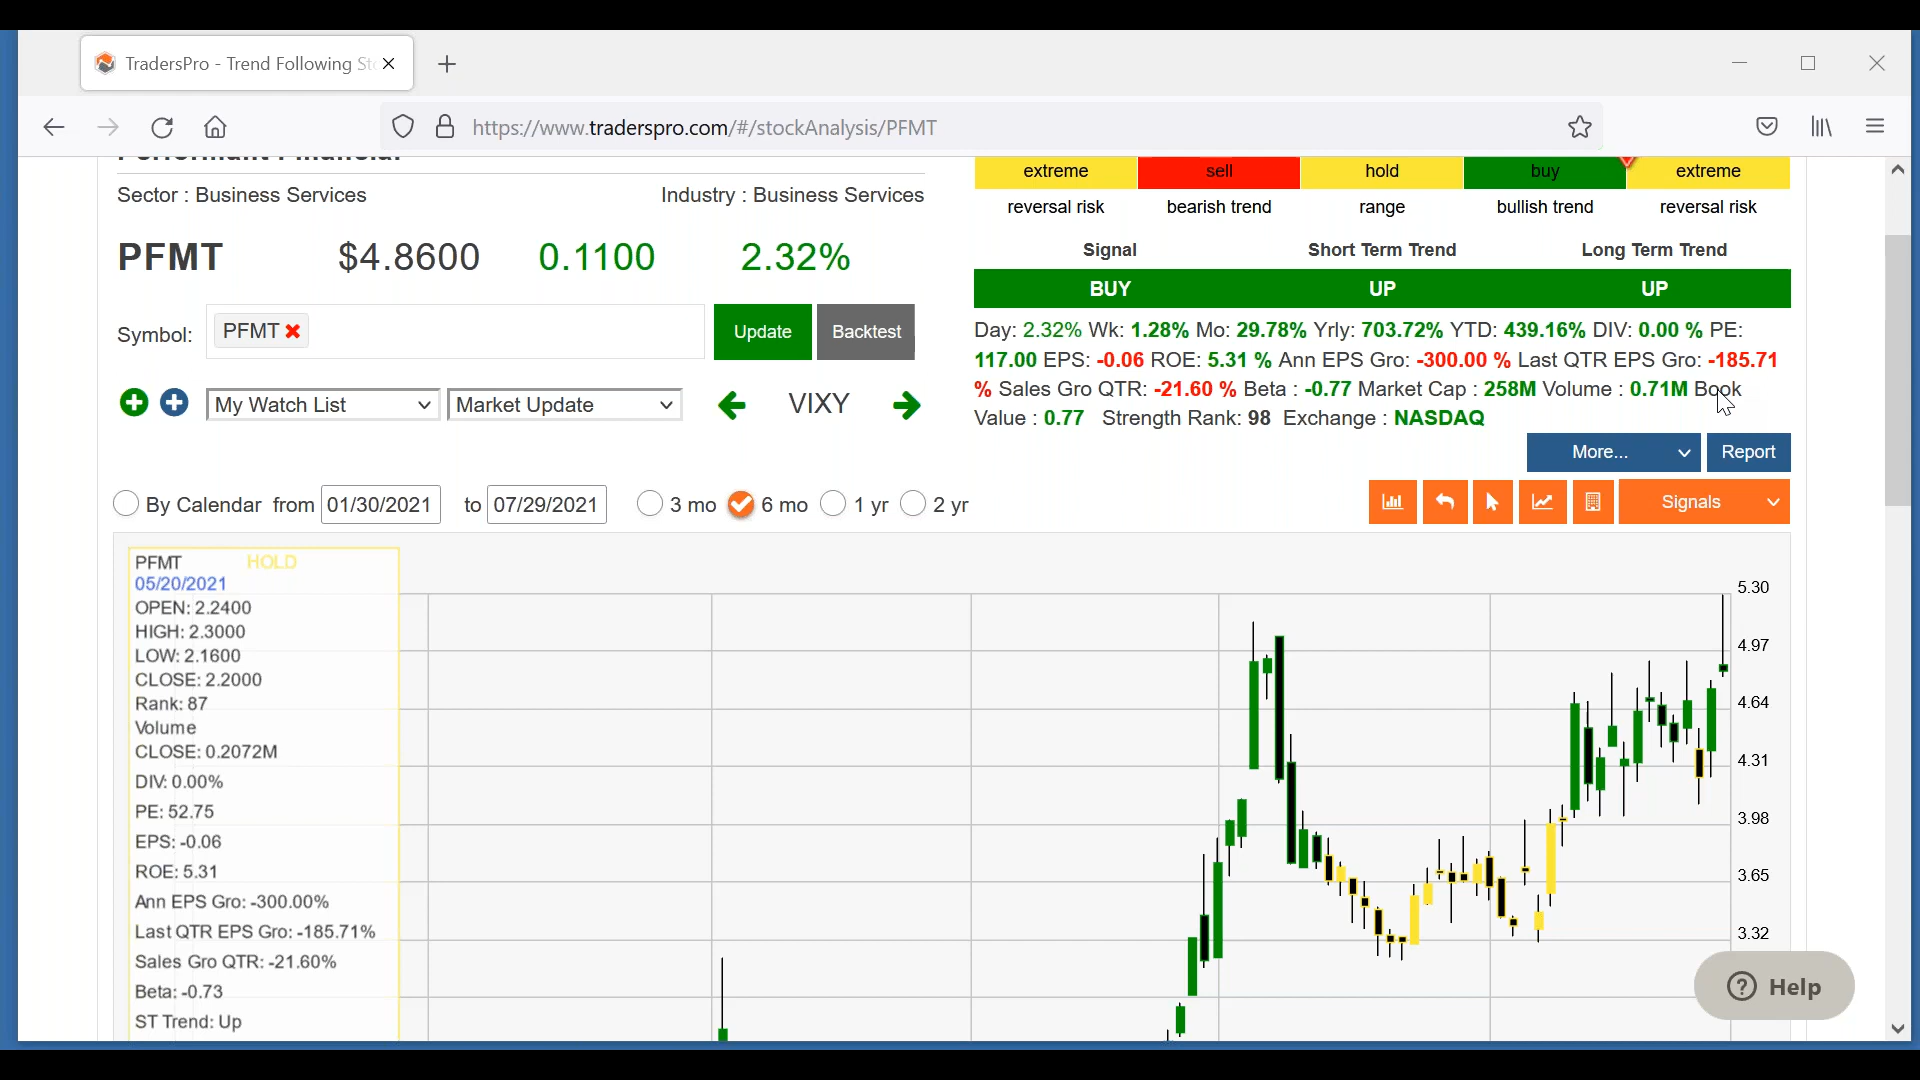 TradersPro - Trend Following St
https://www.traderspro.com/#/stockAnalysis/PFMT
Performant Financial
Sector : Business Services
Industry : Business Services
PFMT $4.8600 0.1100 2.32%
Symbol: PFMT Update Backtest
My Watch List Market Update VIXY
extreme sell hold buy extreme
reversal risk bearish trend range bullish trend reversal risk
Signal Short Term Trend Long Term Trend
BUY UP UP
Day: 2.32% Wk: 1.28% Mo: 29.78% Yrly: 703.72% YTD: 439.16% DIV: 0.00 % PE:
117.00 EPS: -0.06 ROE: 5.31 % Ann EPS Gro: -300.00 % Last QTR EPS Gro: -185.71
% Sales Gro QTR: -21.60 % Beta : -0.77 Market Cap : 258M Volume : 0.71M Book
Value : 0.77 Strength Rank: 98 Exchange : NASDAQ
More... Report
By Calendar from 01/30/2021 to 07/29/2021 3 mo 6 mo 1 yr 2 yr
Signals
PFMT HOLD
05/20/2021
OPEN: 2.2400
HIGH: 2.3000
LOW: 2.1600
CLOSE: 2.2000
Rank: 87
Volume
CLOSE: 0.2072M
DIV: 0.00%
PE: 52.75
EPS: -0.06
ROE: 5.31
Ann EPS Gro: -300.00%
Last QTR EPS Gro: -185.71%
Sales Gro QTR: -21.60%
Beta: -0.73
ST Trend: Up
5.30
4.97
4.64
4.31
3.98
3.65
3.32
Help